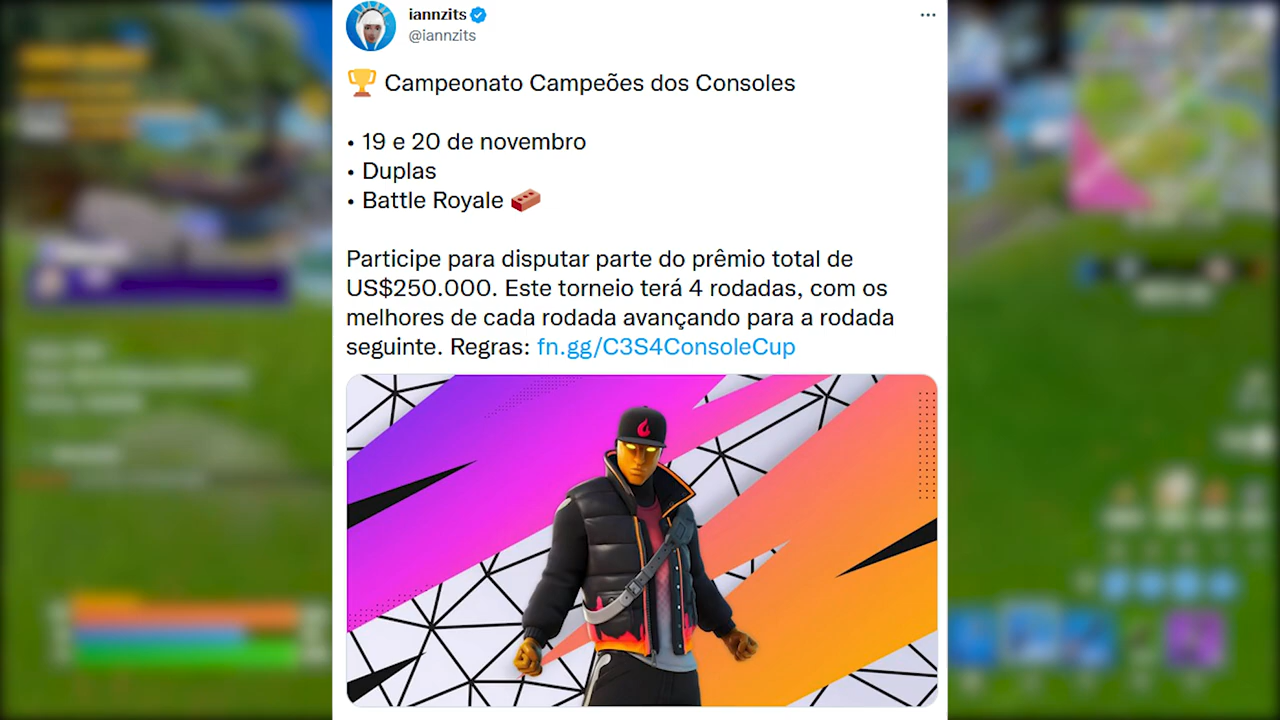 iannzits
@iannzits
🏆 Campeonato Campeões dos Consoles
• 19 e 20 de novembro
• Duplas
• Battle Royale 🧱
Participe para disputar parte do prêmio total de
US$250.000. Este torneio terá 4 rodadas, com os
melhores de cada rodada avançando para a rodada
seguinte. Regras: fn.gg/C3S4ConsoleCup